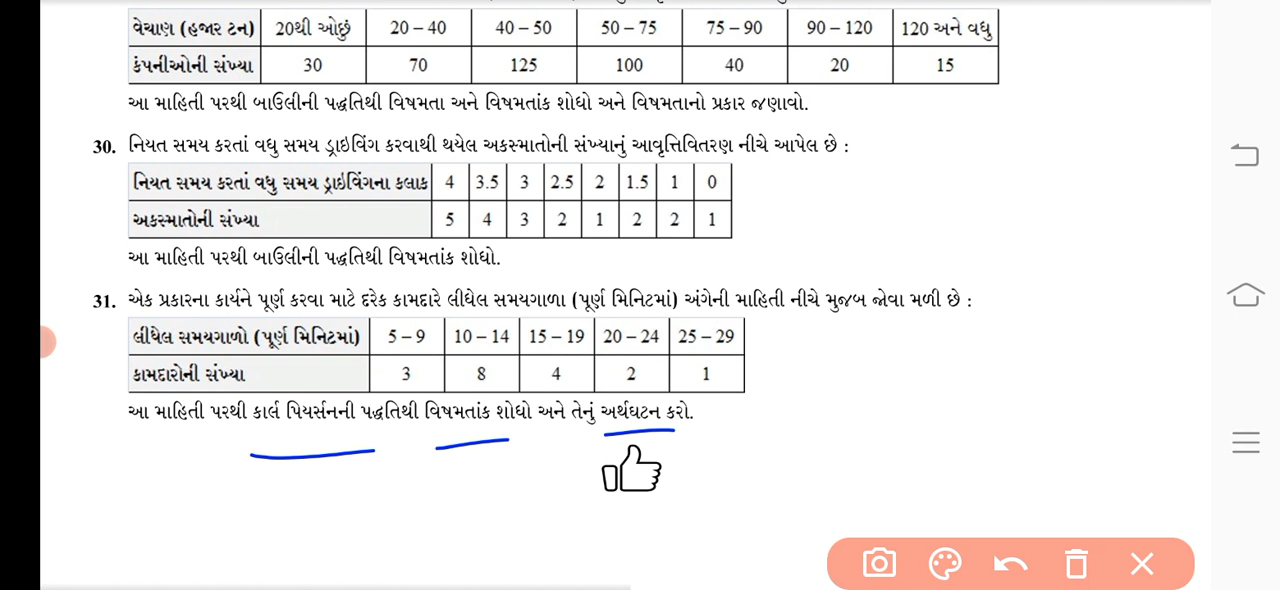 વેચાણ (હજાર ટન) 20થી ઓછું 20 – 40 40 – 50 50 – 75 75 – 90 90 – 120 120 અને વધુ
કંપનીઓની સંખ્યા 30 70 125 100 40 20 15
આ માહિતી પરથી બાઉલીની પદ્ધતિથી વિષમતા અને વિષમતાંક શોધો અને વિષમતાનો પ્રકાર જણાવો.
30. નિયત સમય કરતાં વધુ સમય ડ્રાઇવિંગ કરવાથી થયેલ અકસ્માતોની સંખ્યાનું આવૃત્તિવિતરણ નીચે આપેલ છે :
નિયત સમય કરતાં વધુ સમય ડ્રાઇવિંગના કલાક 4 3.5 3 2.5 2 1.5 1 0
અકસ્માતોની સંખ્યા 5 4 3 2 1 2 2 1
આ માહિતી પરથી બાઉલીની પદ્ધતિથી વિષમતાંક શોધો.
31. એક પ્રકારના કાર્યને પૂર્ણ કરવા માટે દરેક કામદારે લીધેલ સમયગાળા (પૂર્ણ મિનિટમાં) અંગેની માહિતી નીચે મુજબ જોવા મળી છે :
લીધેલ સમયગાળો (પૂર્ણ મિનિટમાં) 5 – 9 10 – 14 15 – 19 20 – 24 25 – 29
કામદારોની સંખ્યા 3 8 4 2 1
આ માહિતી પરથી કાર્લ પિયર્સનની પદ્ધતિથી વિષમતાંક શોધો અને તેનું અર્થઘટન કરો.